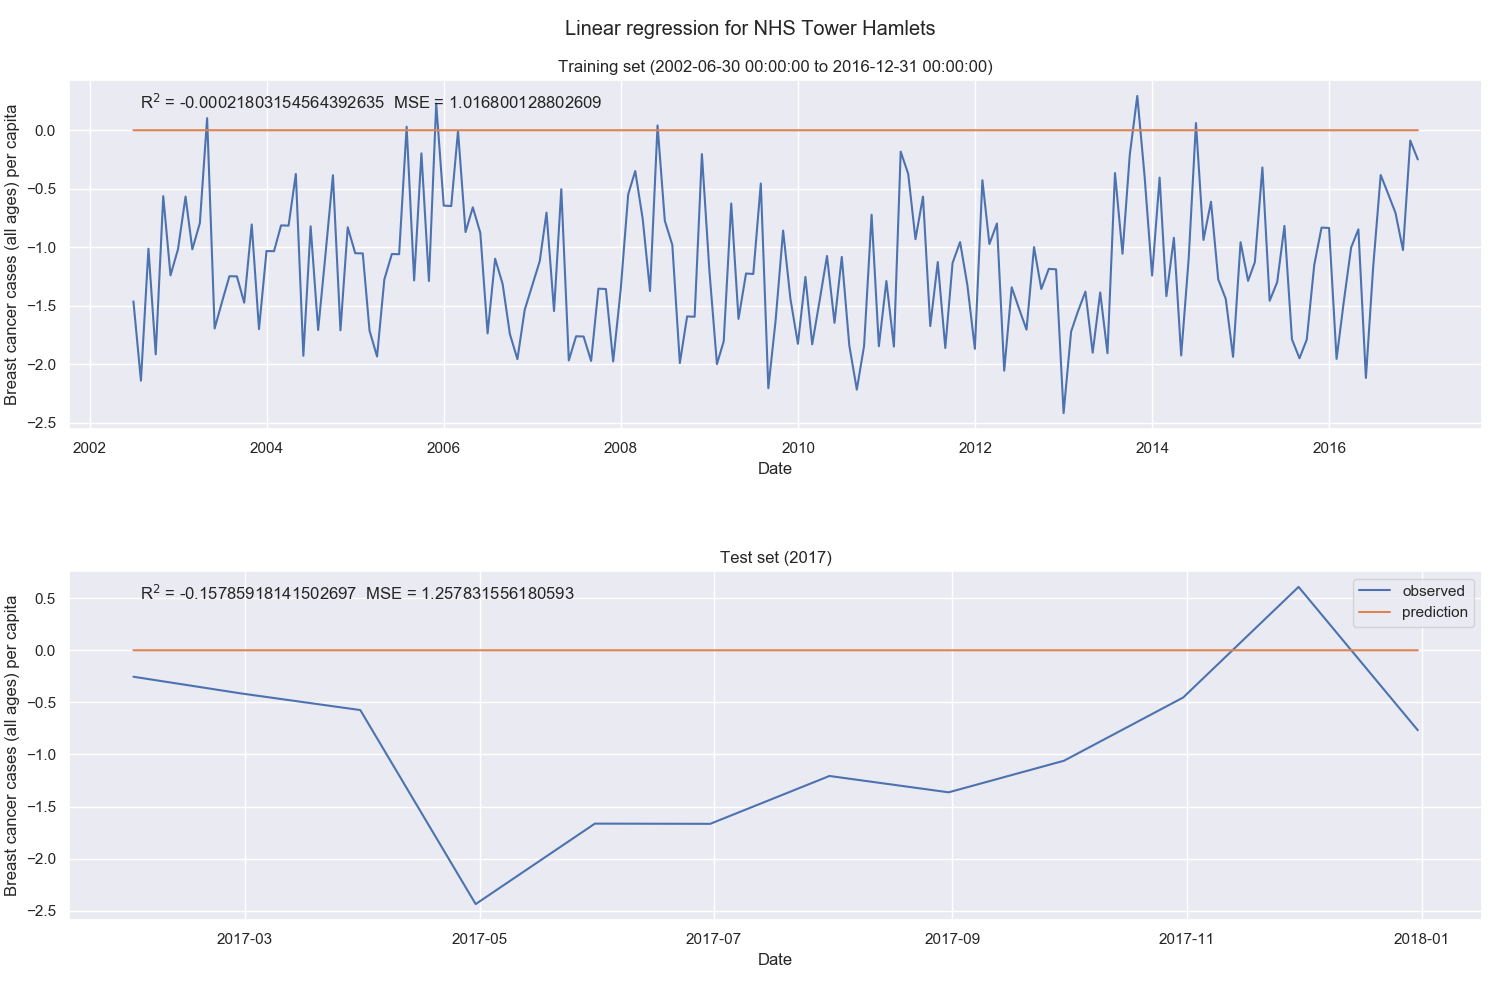 Linear regression for NHS Tower Hamlets
Training set (2002-06-30 00:00:00 to 2016-12-31 00:00:00)
R² = -0.00021803154564392635 MSE = 1.016800128802609
Breast cancer cases (all ages) per capita
0.0
−0.5
−1.0
−1.5
−2.0
−2.5
2002 2004 2006 2008 2010 2012 2014 2016
Date
Test set (2017)
R² = -0.15785918141502697 MSE = 1.257831556180593
observed
prediction
Breast cancer cases (all ages) per capita
0.5
0.0
−0.5
−1.0
−1.5
−2.0
−2.5
2017-03 2017-05 2017-07 2017-09 2017-11 2018-01
Date